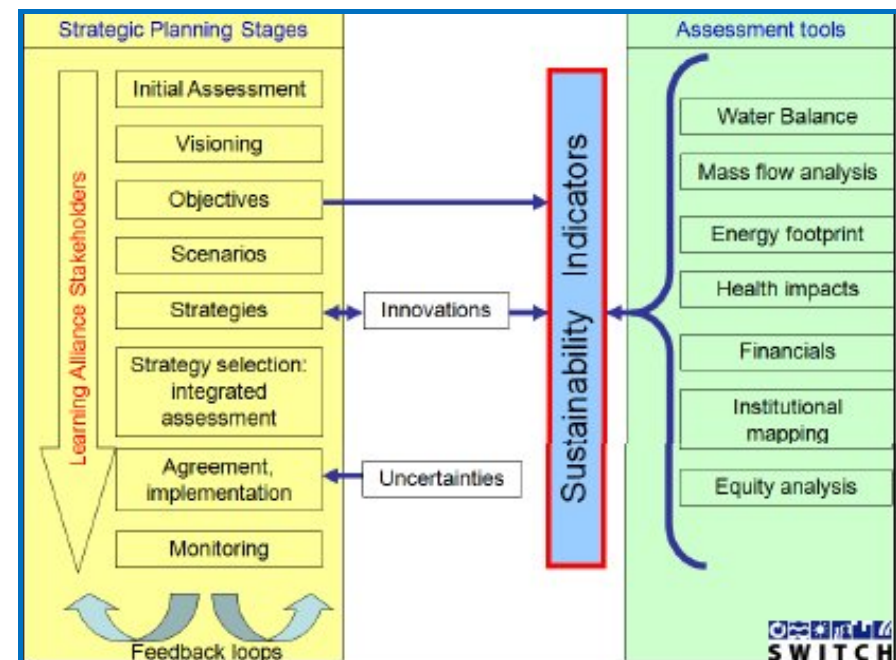 Strategic Planning Stages
Learning Alliance Stakeholders
Initial Assessment
Visioning
Objectives
Scenarios
Strategies
Strategy selection:
integrated
assessment
Agreement,
implementation
Monitoring
Feedback loops
Innovations
Uncertainties
Sustainability Indicators
Assessment tools
Water Balance
Mass flow analysis
Energy footprint
Health impacts
Financials
Institutional
mapping
Equity analysis
SWITCH